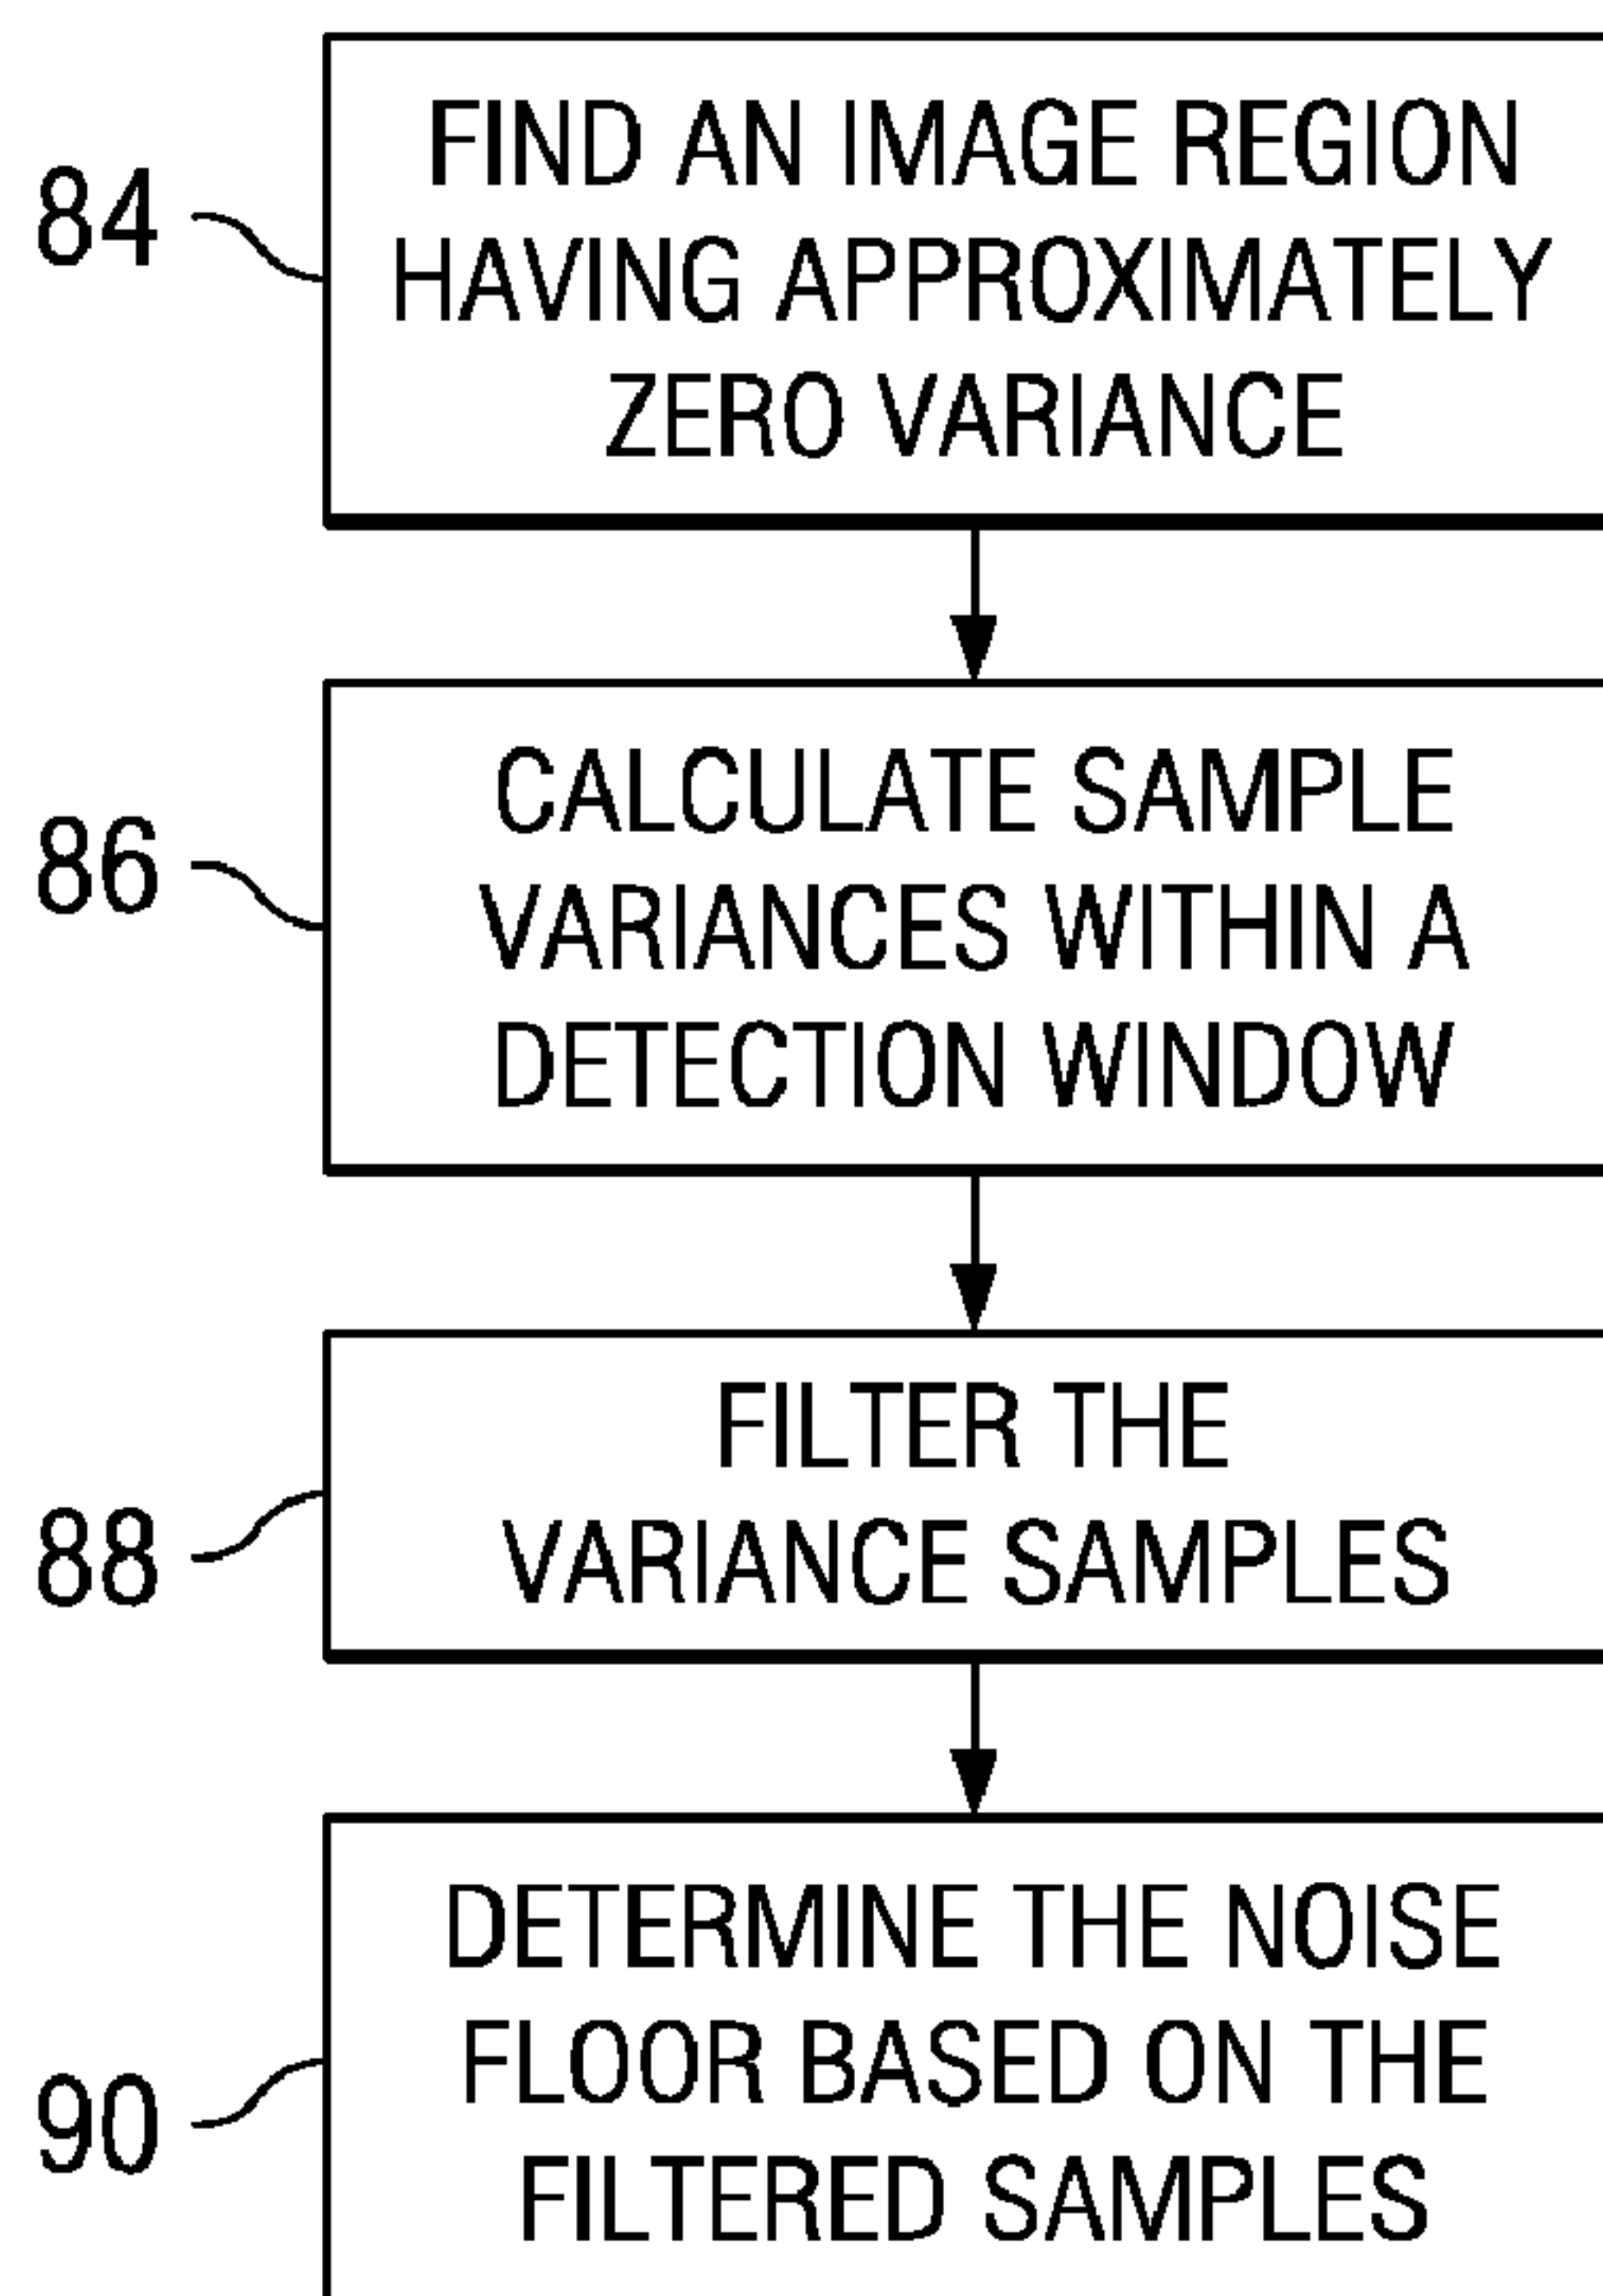 84
FIND AN IMAGE REGION
HAVING APPROXIMATELY
ZERO VARIANCE
86
CALCULATE SAMPLE
VARIANCES WITHIN A
DETECTION WINDOW
88
FILTER THE
VARIANCE SAMPLES
90
DETERMINE THE NOISE
FLOOR BASED ON THE
FILTERED SAMPLES